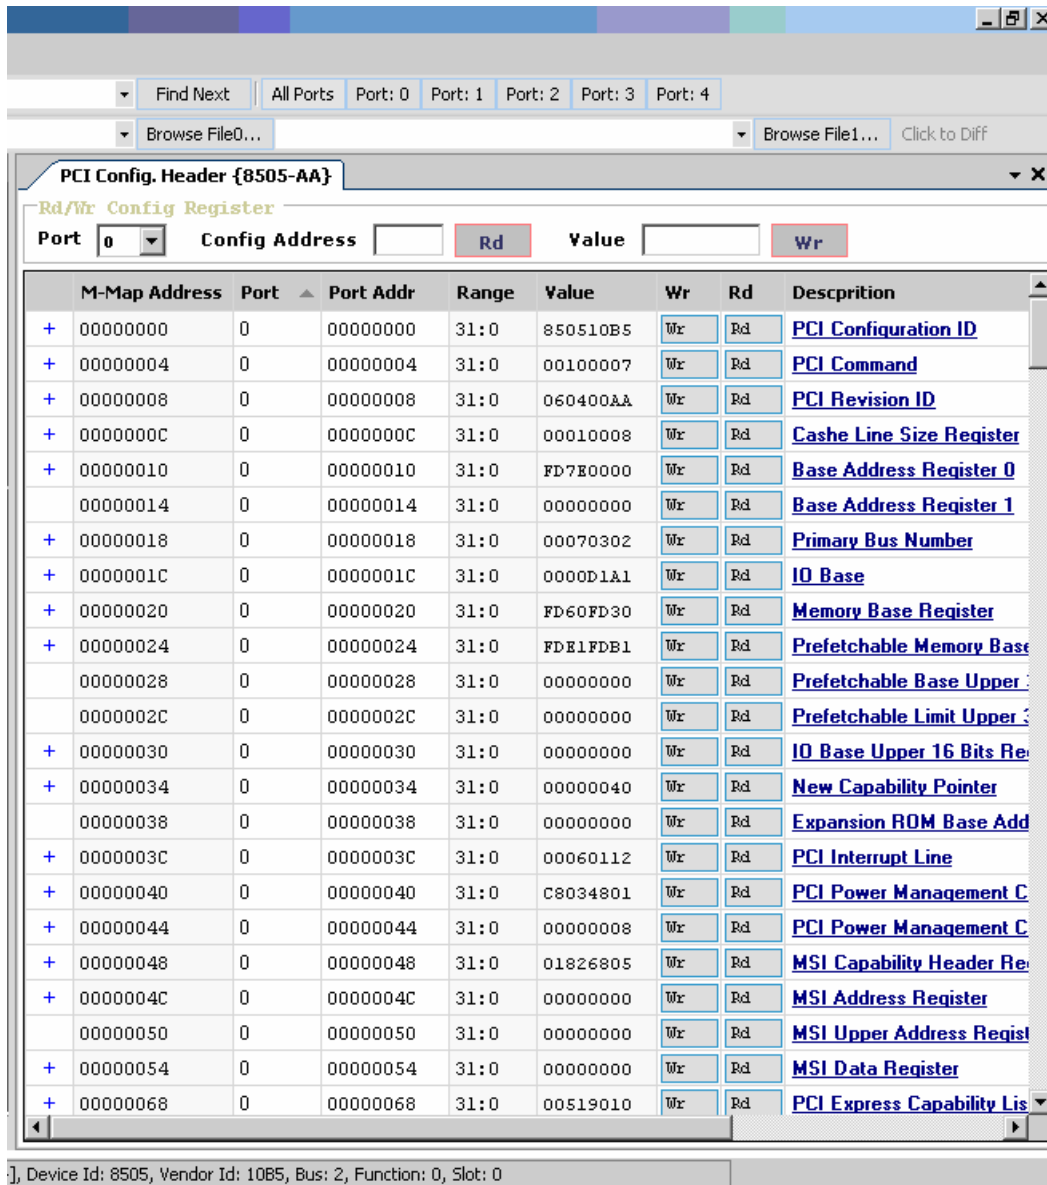 Find Next All Ports Port: 0 Port: 1 Port: 2 Port: 3 Port: 4
Browse File0... Browse File1... Click to Diff
PCI Config. Header {8505-AA}
Rd/Wr Config Register
Port 0 Config Address Rd Value Wr
M-Map Address Port Port Addr Range Value Wr Rd Descprition
+ 00000000 0 00000000 31:0 850510B5 Wr Rd PCI Configuration ID
+ 00000004 0 00000004 31:0 00100007 Wr Rd PCI Command
+ 00000008 0 00000008 31:0 060400AA Wr Rd PCI Revision ID
+ 0000000C 0 0000000C 31:0 00010008 Wr Rd Cashe Line Size Register
+ 00000010 0 00000010 31:0 FD7E0000 Wr Rd Base Address Register 0
00000014 0 00000014 31:0 00000000 Wr Rd Base Address Register 1
+ 00000018 0 00000018 31:0 00070302 Wr Rd Primary Bus Number
+ 0000001C 0 0000001C 31:0 0000D1A1 Wr Rd IO Base
+ 00000020 0 00000020 31:0 FD60FD30 Wr Rd Memory Base Register
+ 00000024 0 00000024 31:0 FDE1FDB1 Wr Rd Prefetchable Memory Base
00000028 0 00000028 31:0 00000000 Wr Rd Prefetchable Base Upper
0000002C 0 0000002C 31:0 00000000 Wr Rd Prefetchable Limit Upper 3
+ 00000030 0 00000030 31:0 00000000 Wr Rd IO Base Upper 16 Bits Re
+ 00000034 0 00000034 31:0 00000040 Wr Rd New Capability Pointer
00000038 0 00000038 31:0 00000000 Wr Rd Expansion ROM Base Add
+ 0000003C 0 0000003C 31:0 00060112 Wr Rd PCI Interrupt Line
+ 00000040 0 00000040 31:0 C8034801 Wr Rd PCI Power Management C
+ 00000044 0 00000044 31:0 00000008 Wr Rd PCI Power Management C
+ 00000048 0 00000048 31:0 01826805 Wr Rd MSI Capability Header Re
+ 0000004C 0 0000004C 31:0 00000000 Wr Rd MSI Address Register
00000050 0 00000050 31:0 00000000 Wr Rd MSI Upper Address Regist
+ 00000054 0 00000054 31:0 00000000 Wr Rd MSI Data Register
+ 00000068 0 00000068 31:0 00519010 Wr Rd PCI Express Capability Lis
], Device Id: 8505, Vendor Id: 10B5, Bus: 2, Function: 0, Slot: 0